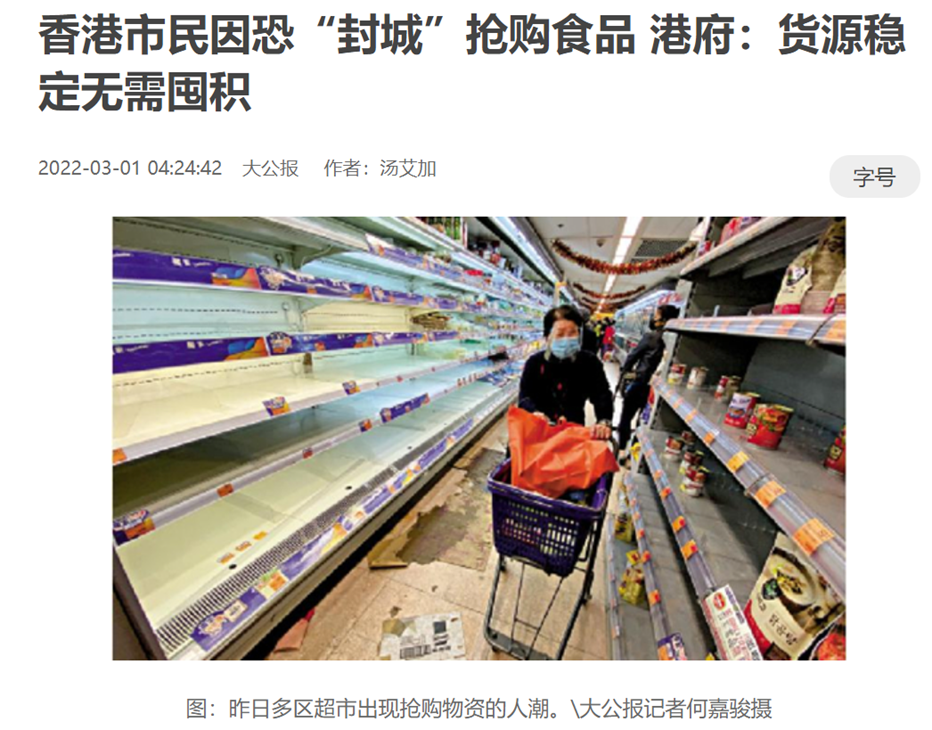 香港市民因恐“封城”抢购食品 港府：货源稳
定无需囤积
2022-03-01 04:24:42 大公报 作者：汤艾加
字号
图：昨日多区超市出现抢购物资的人潮。\大公报记者何嘉骏摄